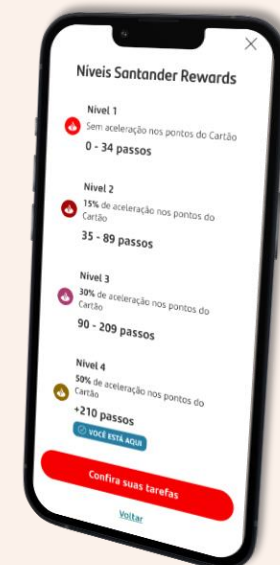 Níveis Santander Rewards
Nível 1
Sem aceleração nos pontos do Cartão
0 - 34 passos
Nível 2
15% de aceleração nos pontos do
Cartão
35 - 89 passos
Nível 3
30% de aceleração nos pontos do
Cartão
90 - 209 passos
Nível 4
50% de aceleração nos pontos do
Cartão
+210 passos
VOCÊ ESTÁ AQUI
Confira suas tarefas
Voltar